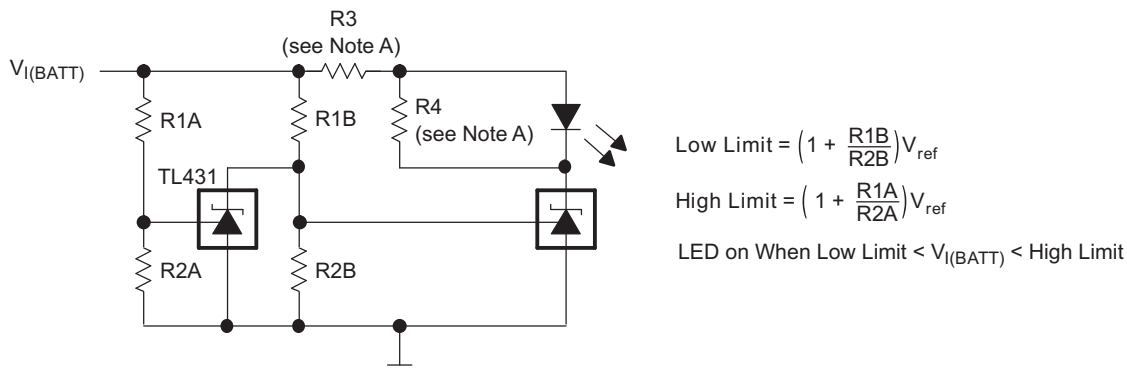 R3
(see Note A)
V_I(BATT)
R1A
R1B
R4
(see Note A)
TL431
R2A
R2B
Low Limit = ( 1 + R1B/R2B ) V_ref
High Limit = ( 1 + R1A/R2A ) V_ref
LED on When Low Limit < V_I(BATT) < High Limit